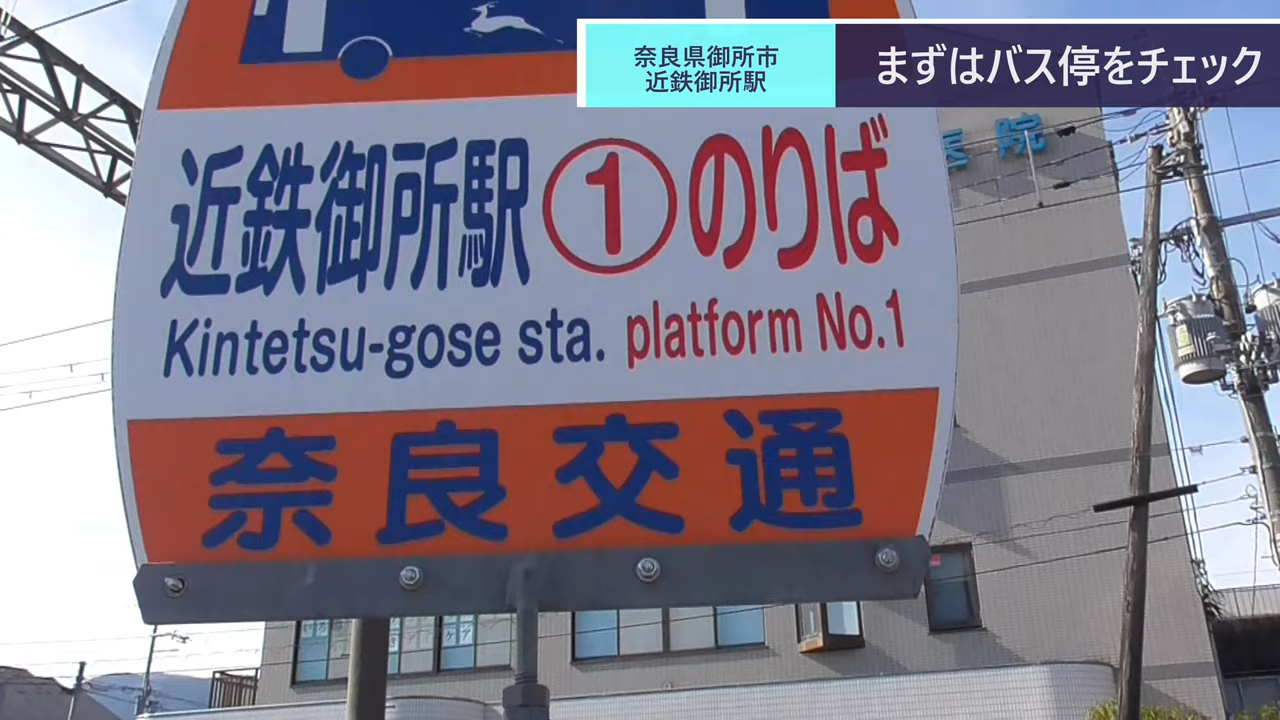 奈良県御所市
近鉄御所駅
まずはバス停をチェック
近鉄御所駅①のりば
Kintetsu-gose sta. platform No.1
奈良交通
医院